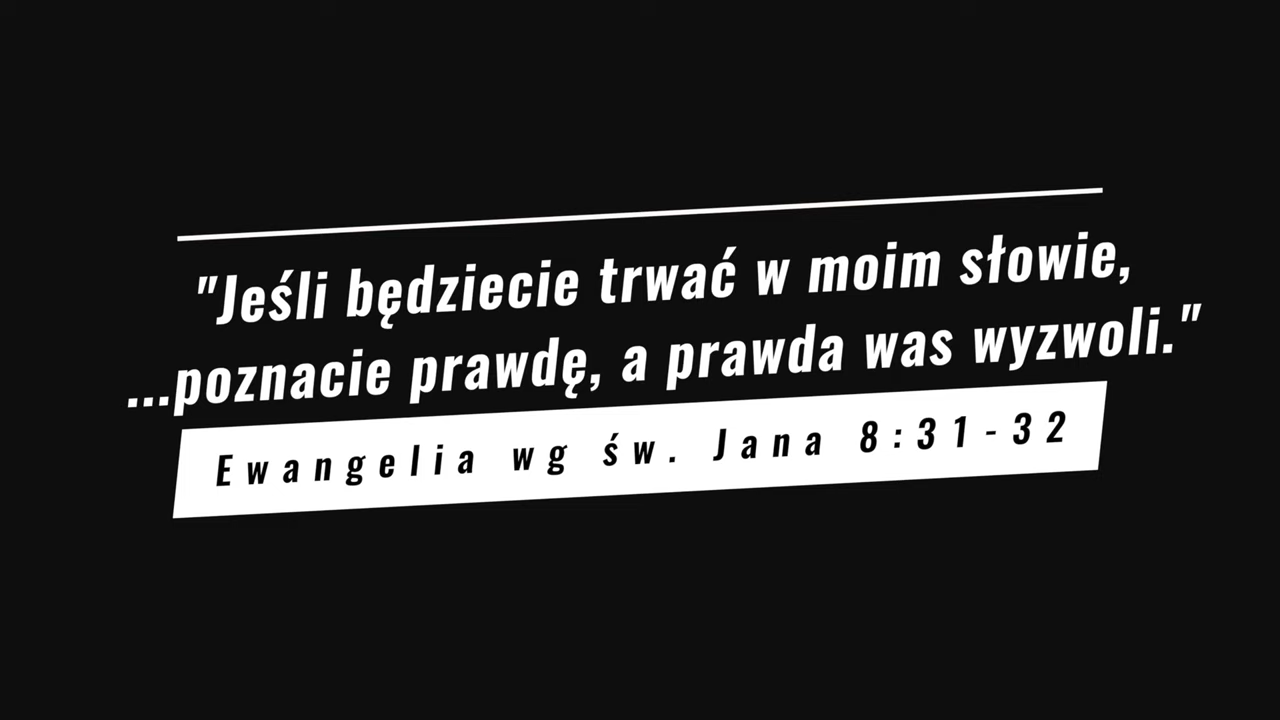 "Jeśli będziecie trwać w moim słowie,
...poznacie prawdę, a prawda was wyzwoli."
Ewangelia wg św. Jana 8:31-32